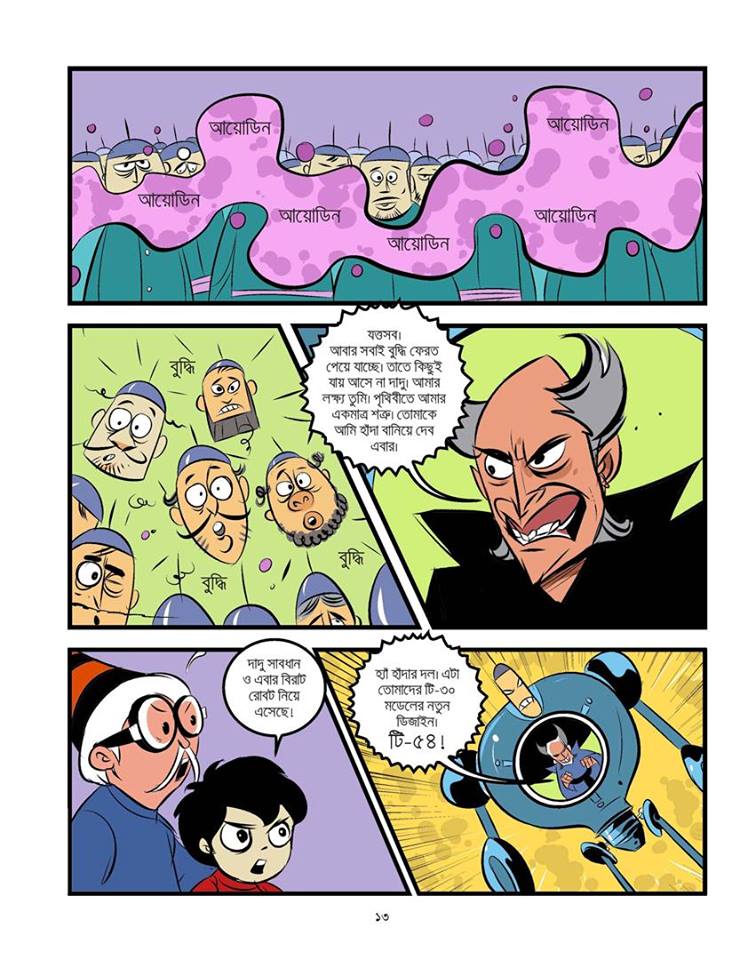 আয়োডিন
আয়োডিন
আয়োডিন
আয়োডিন
আয়োডিন
আয়োডিন
বুদ্ধি
বুদ্ধি
বুদ্ধি
যত্তসব।
আবার সবাই বুদ্ধি ফেরত
পেয়ে যাচ্ছে। তাতে কিছুই
যায় আসে না দাদু। আমার
লক্ষ্য তুমি। পৃথিবীতে আমার
একমাত্র শত্রু। তোমাকে
আমি হাঁদা বানিয়ে দেব
এবার।
দাদু সাবধান
ও এবার বিরাট
রোবট নিয়ে
এসেছে।
হ্যাঁ হাঁদার দল। এটা
তোমাদের টি-৩০
মডেলের নতুন
ডিজাইন।
টি-৫৪!
১৩